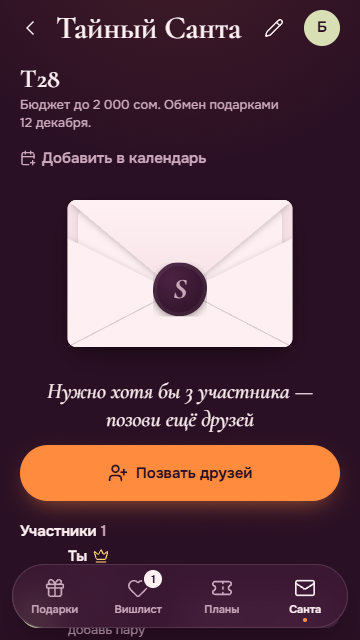 Тайный Санта
Б
T28
Бюджет до 2 000 сом. Обмен подарками
12 декабря.
Добавить в календарь
S
Нужно хотя бы 3 участника —
позови ещё друзей
Позвать друзей
Участники 1
Ты
1
Подарки
Вишлист
Планы
Санта
добавь пару